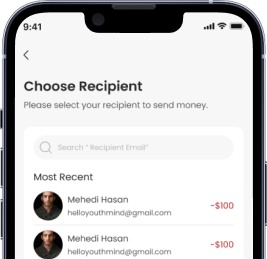 9:41
Choose Recipient
Please select your recipient to send money.
Search " Recipient Email"
Most Recent
Mehedi Hasan
helloyouthmind@gmail.com
-$100
Mehedi Hasan
helloyouthmind@gmail.com
-$100